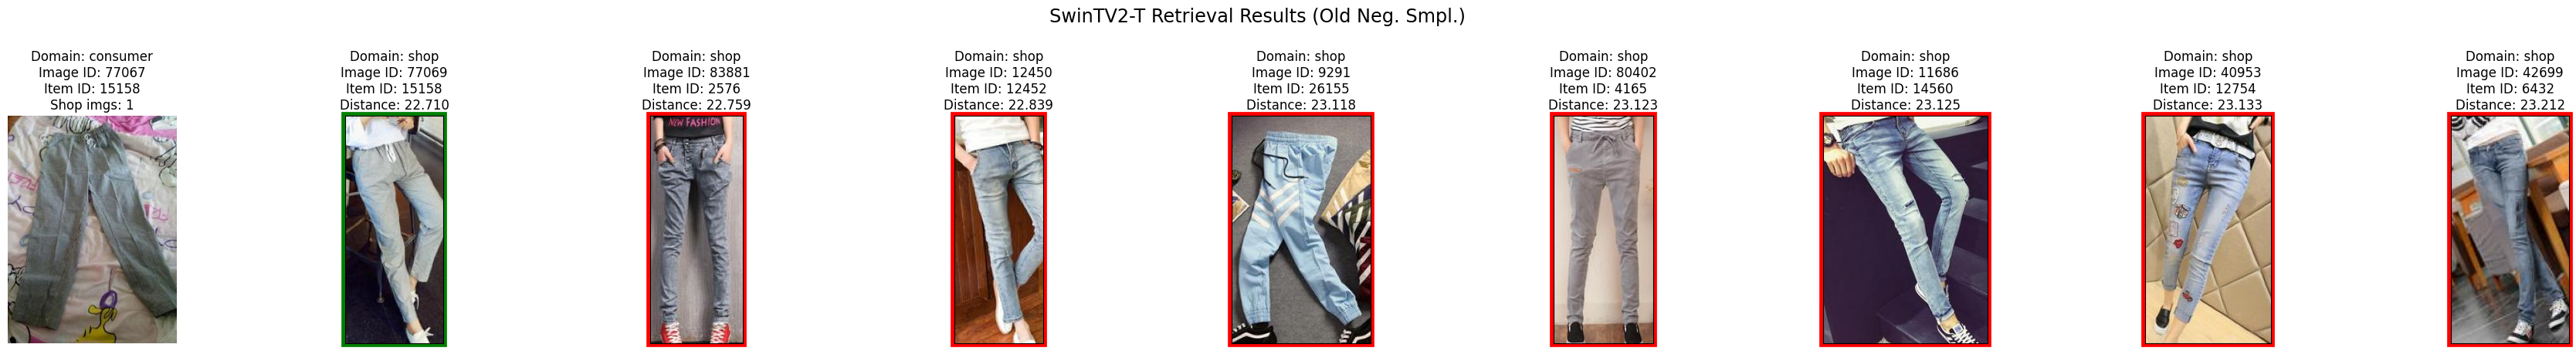 SwinTV2-T Retrieval Results (Old Neg. Smpl.)
Domain: consumer
Image ID: 77067
Item ID: 15158
Shop imgs: 1
Domain: shop
Image ID: 77069
Item ID: 15158
Distance: 22.710
Domain: shop
Image ID: 83881
Item ID: 2576
Distance: 22.759
Domain: shop
Image ID: 12450
Item ID: 12452
Distance: 22.839
Domain: shop
Image ID: 9291
Item ID: 26155
Distance: 23.118
Domain: shop
Image ID: 80402
Item ID: 4165
Distance: 23.123
Domain: shop
Image ID: 11686
Item ID: 14560
Distance: 23.125
Domain: shop
Image ID: 40953
Item ID: 12754
Distance: 23.133
Domain: shop
Image ID: 42699
Item ID: 6432
Distance: 23.212
NEW FASHION